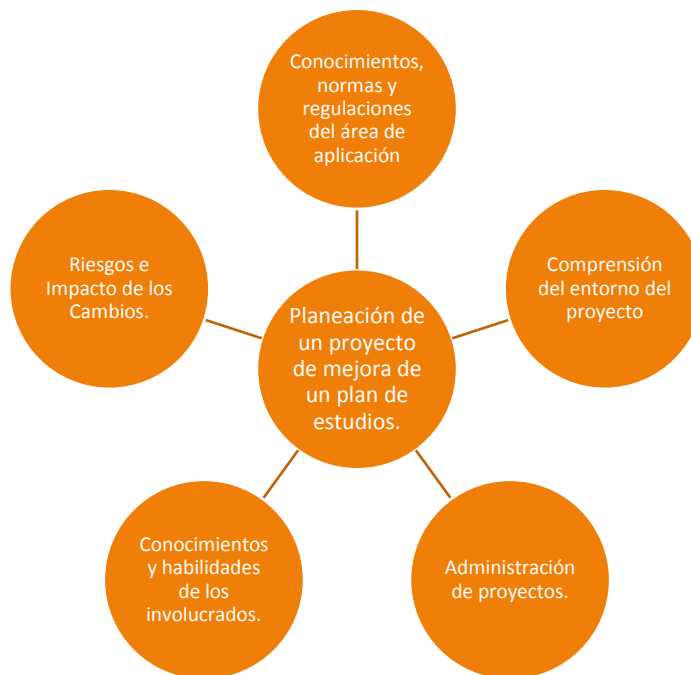 Conocimientos,
normas y
regulaciones
del área de
aplicación
Riesgos e
Impacto de los
Cambios.
Comprensión
del entorno del
proyecto
Planeación de
un proyecto
de mejora de
un plan de
estudios.
Conocimientos
y habilidades
de los
involucrados.
Administración
de proyectos.